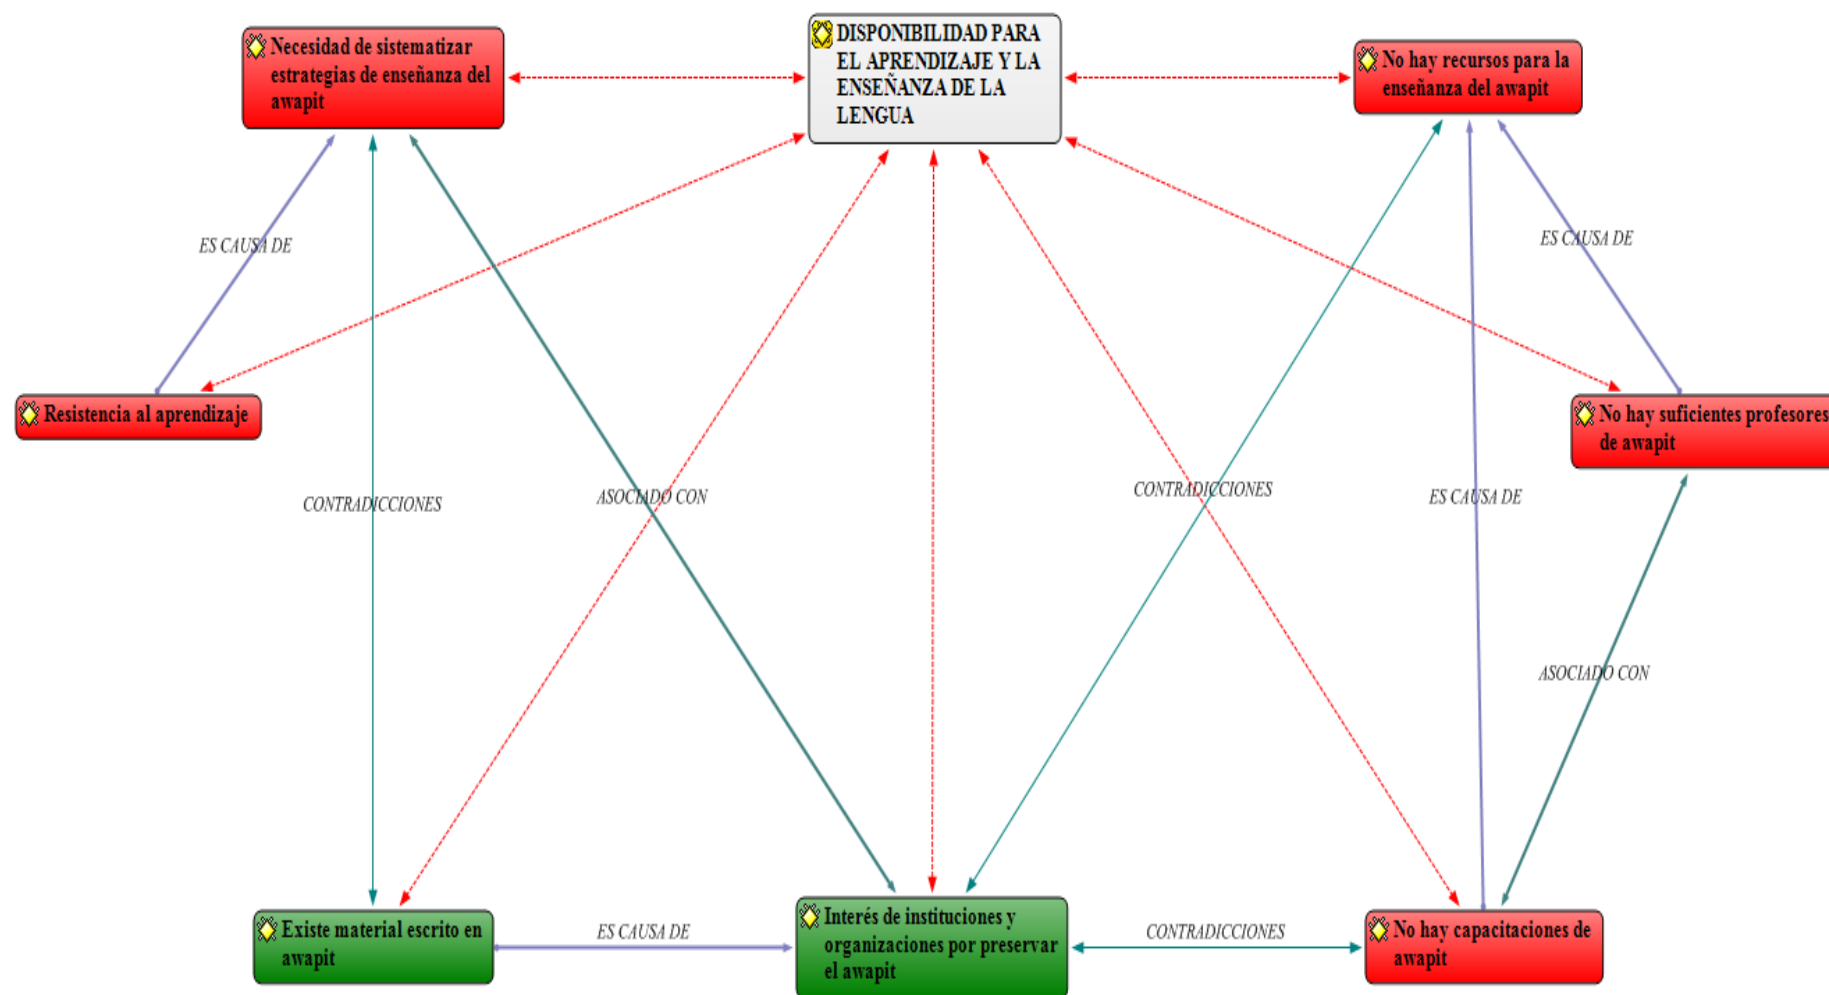 Necesidad de sistematizar
estrategias de enseñanza del
awapit
DISPONIBILIDAD PARA
EL APRENDIZAJE Y LA
ENSEÑANZA DE LA
LENGUA
No hay recursos para la
enseñanza del awapit
ES CAUSA DE
ES CAUSA DE
Resistencia al aprendizaje
No hay suficientes profesores
de awapit
CONTRADICCIONES
ASOCIADO CON
CONTRADICCIONES
ES CAUSA DE
ASOCIADO CON
Existe material escrito en
awapit
ES CAUSA DE
Interés de instituciones y
organizaciones por preservar
el awapit
CONTRADICCIONES
No hay capacitaciones de
awapit